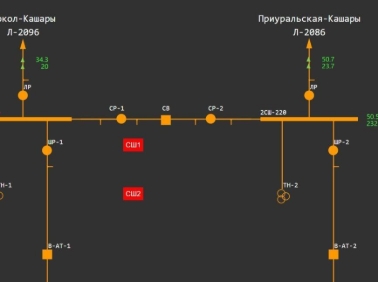 окол-Кашары
Л-2096
Приуральская-Кашары
Л-2086
34.3
20
50.7
23.7
ЛР
ЛР
СР-1
СВ
СР-2
2СШ-220
50.5
232
ШР-1
СШ1
ШР-2
ТН-1
СШ2
ТН-2
В-АТ-1
В-АТ-2